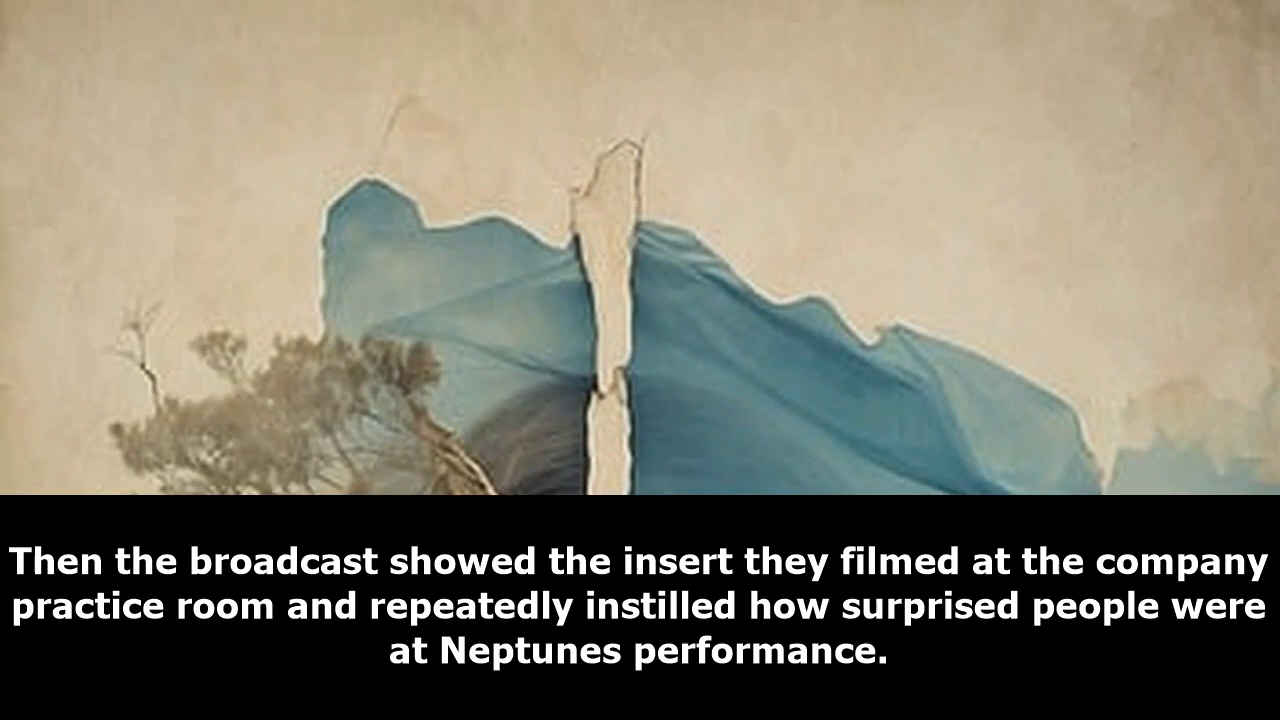 Then the broadcast showed the insert they filmed at the company
practice room and repeatedly instilled how surprised people were
at Neptunes performance.